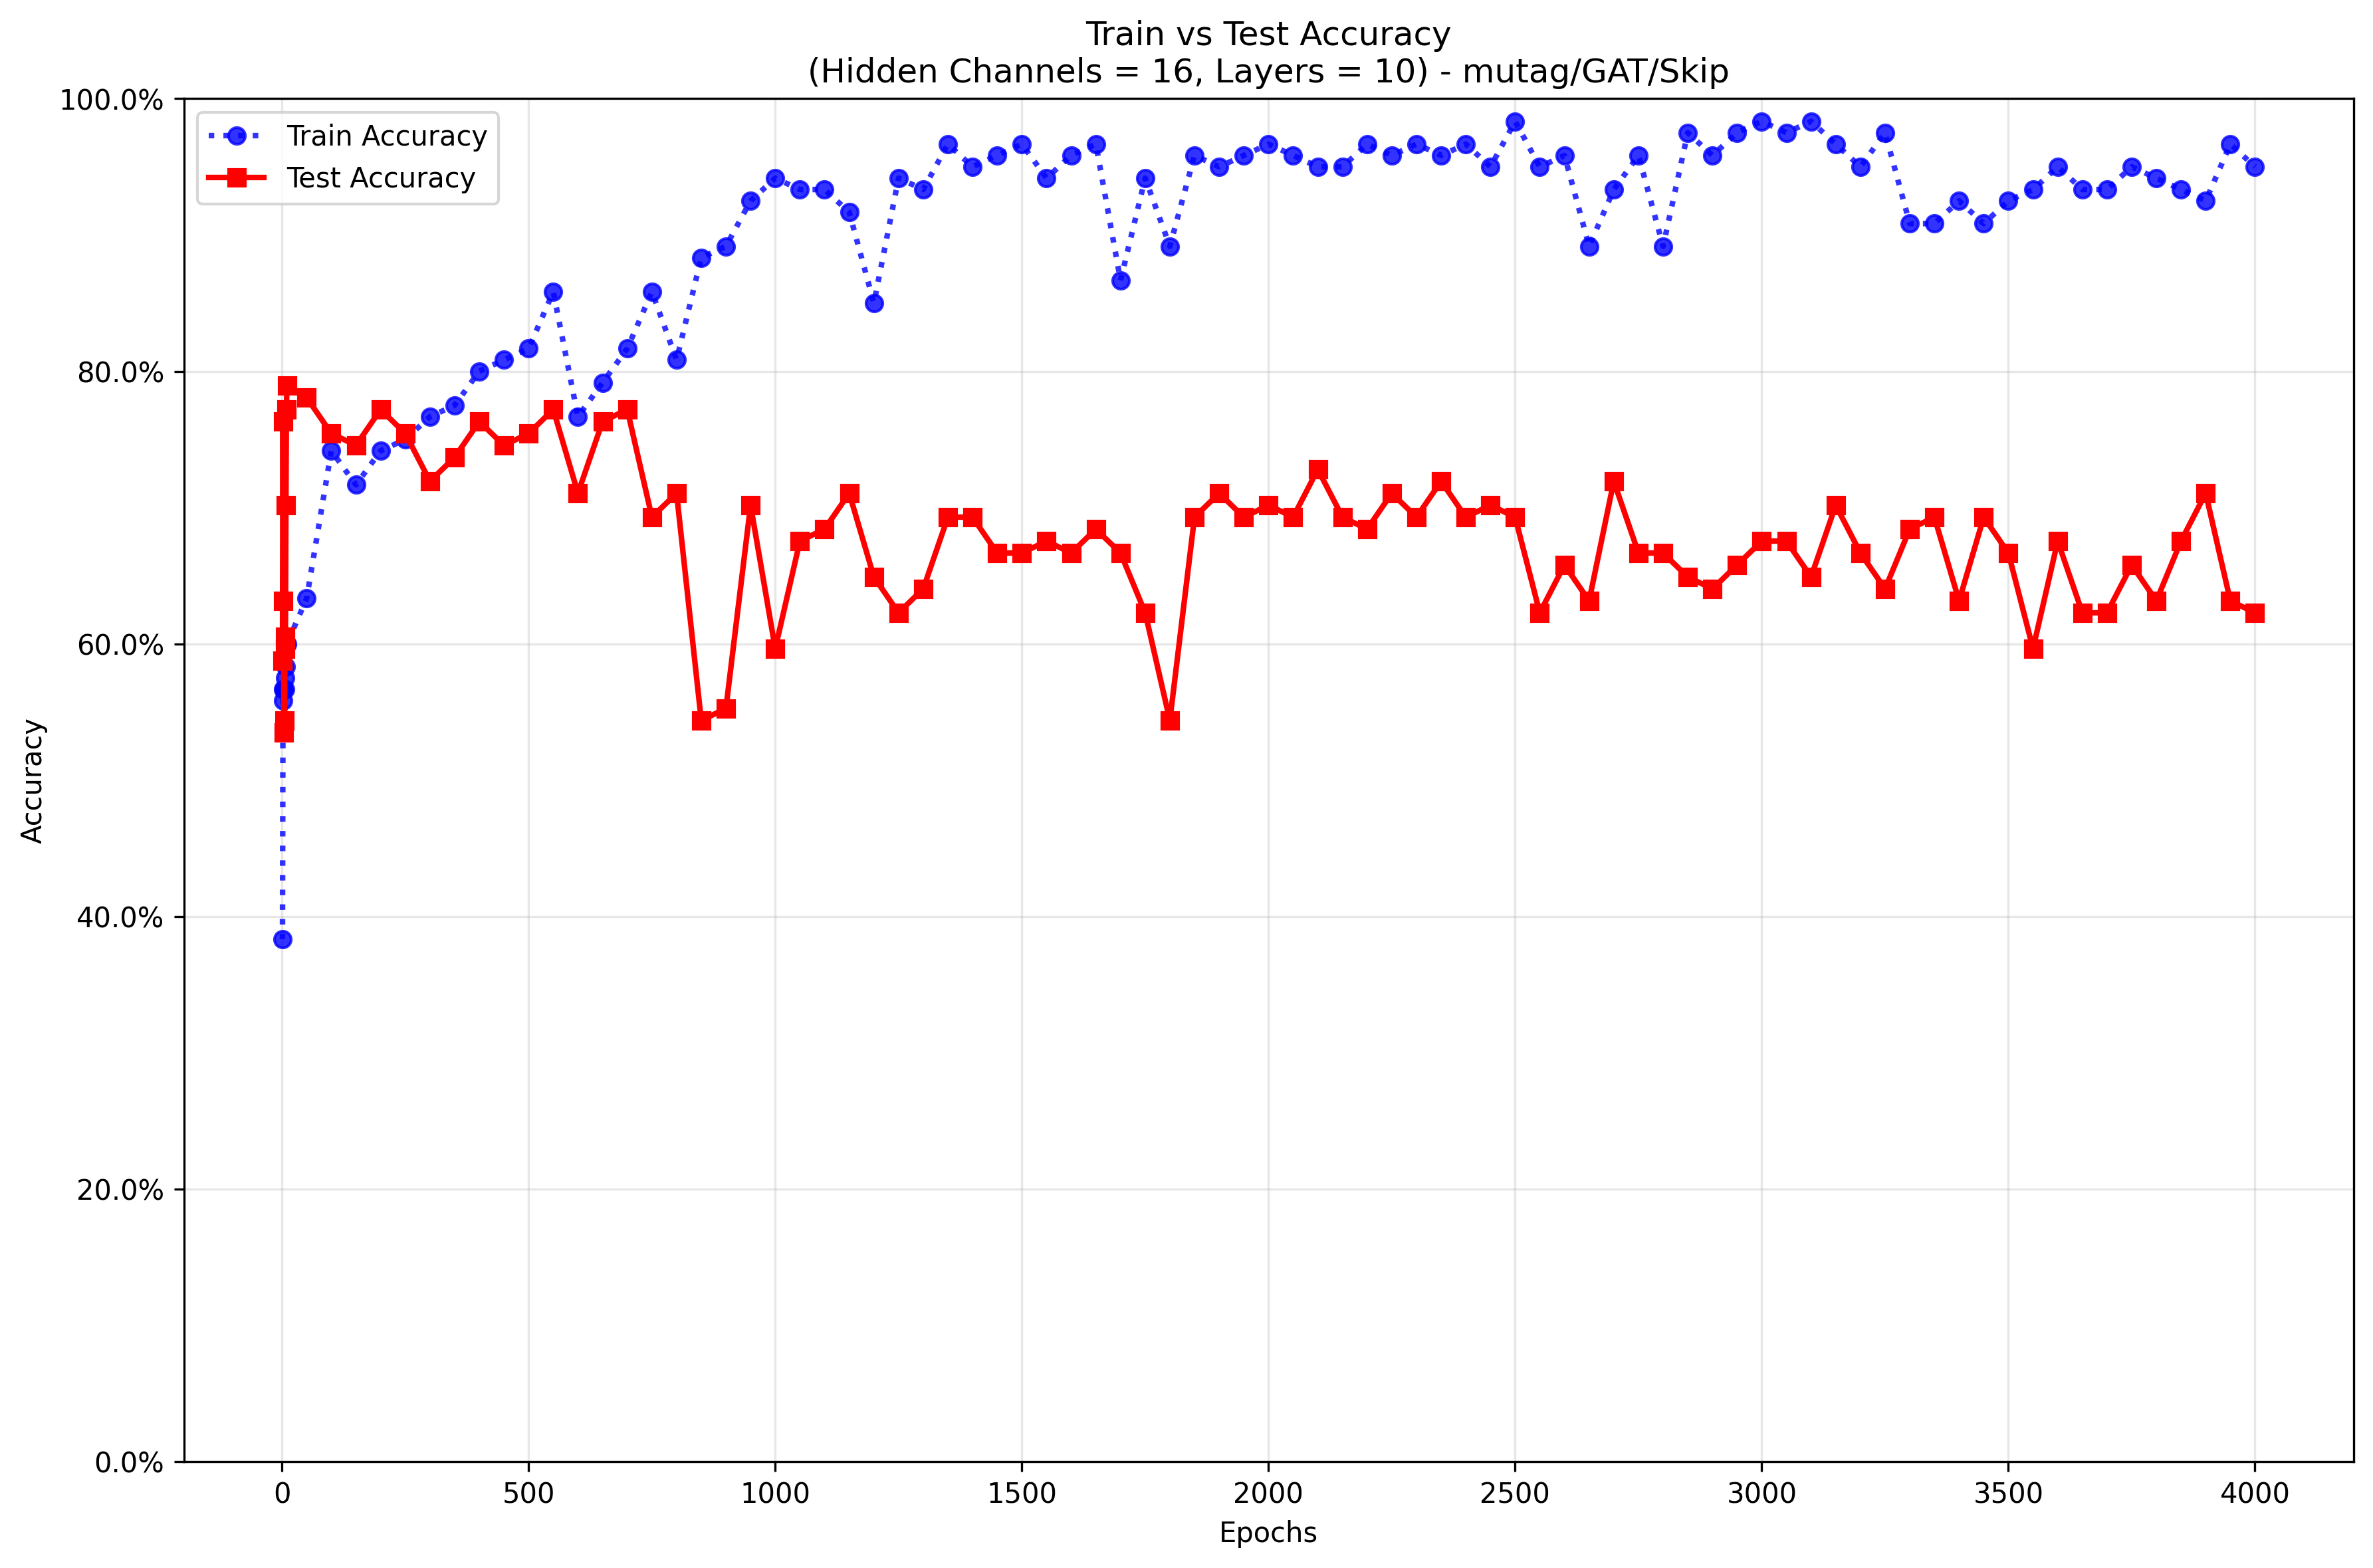 Train vs Test Accuracy
(Hidden Channels = 16, Layers = 10) - mutag/GAT/Skip
Train Accuracy
Test Accuracy
Accuracy
100.0%
80.0%
60.0%
40.0%
20.0%
0.0%
0 500 1000 1500 2000 2500 3000 3500 4000
Epochs